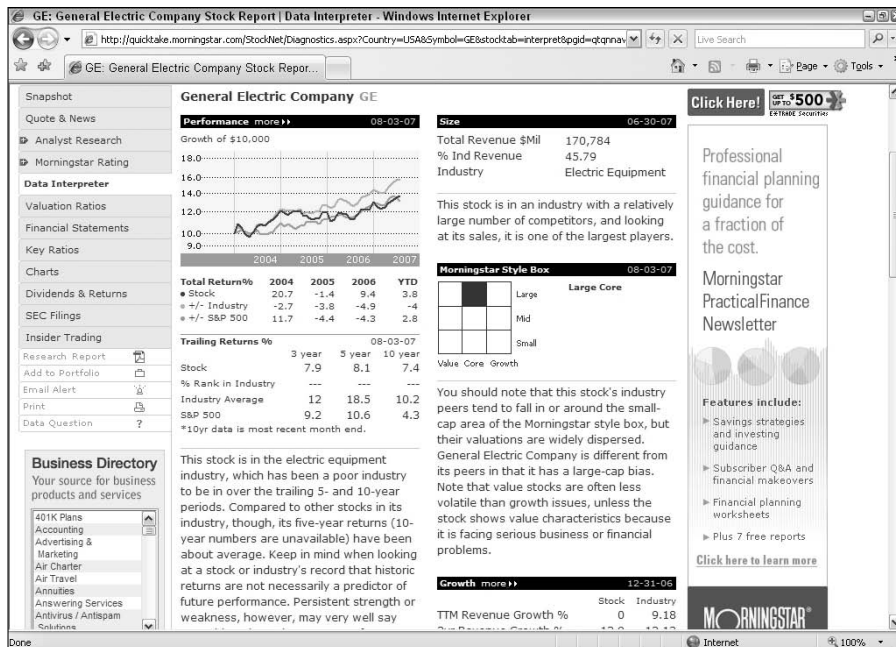 GE: General Electric Company Stock Report | Data Interpreter - Windows Internet Explorer
http://quicktake.morningstar.com/StockNet/Diagnostics.aspx?Country=USA&Symbol=GE&stocktab=interpret&pgid=qtqnnav
Live Search
GE: General Electric Company Stock Repor...
Page
Tools
Snapshot
Quote & News
Analyst Research
Morningstar Rating
Data Interpreter
Valuation Ratios
Financial Statements
Key Ratios
Charts
Dividends & Returns
SEC Filings
Insider Trading
Research Report
Add to Portfolio
Email Alert
Print
Data Question ?
Business Directory
Your source for business
products and services
401K Plans
Accounting
Advertising &
Marketing
Air Charter
Air Travel
Annuities
Answering Services
Antivirus / Antispam
Solutions
General Electric Company GE
Performance more 08-03-07
Growth of $10,000
18.0
16.0
14.0
12.0
10.0
9.0
2004 2005 2006 2007
Total Return% 2004 2005 2006 YTD
Stock 20.7 -1.4 9.4 3.8
+/- Industry -2.7 -3.8 -4.9 -4
+/- S&P 500 11.7 -4.4 -4.3 2.8
Trailing Returns % 08-03-07
3 year 5 year 10 year
Stock 7.9 8.1 7.4
% Rank in Industry --- --- ---
Industry Average 12 18.5 10.2
S&P 500 9.2 10.6 4.3
*10yr data is most recent month end.
This stock is in the electric equipment
industry, which has been a poor industry
to be in over the trailing 5- and 10-year
periods. Compared to other stocks in its
industry, though, its five-year returns (10-
year numbers are unavailable) have been
about average. Keep in mind when looking
at a stock or industry's record that historic
returns are not necessarily a predictor of
future performance. Persistent strength or
weakness, however, may very well say
Size 06-30-07
Total Revenue $Mil 170,784
% Ind Revenue 45.79
Industry Electric Equipment
This stock is in an industry with a relatively
large number of competitors, and looking
at its sales, it is one of the largest players.
Morningstar Style Box 08-03-07
Large Core
Large
Mid
Small
Value Core Growth
You should note that this stock's industry
peers tend to fall in or around the small-
cap area of the Morningstar style box, but
their valuations are widely dispersed.
General Electric Company is different from
its peers in that it has a large-cap bias.
Note that value stocks are often less
volatile than growth issues, unless the
stock shows value characteristics because
it is facing serious business or financial
problems.
Growth more 12-31-06
Stock Industry
TTM Revenue Growth % 0 9.18
Click Here!
GET UP TO $500
E*TRADE Securities
Professional
financial planning
guidance for
a fraction of
the cost.
Morningstar
PracticalFinance
Newsletter
Features include:
Savings strategies
and investing
guidance
Subscriber Q&A and
financial makeovers
Financial planning
worksheets
Plus 7 free reports
Click here to learn more
MORNINGSTAR
Done
Internet
100%